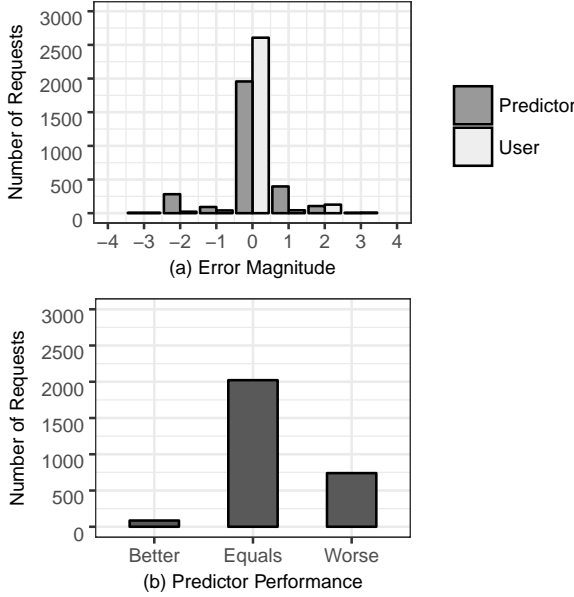 3000
2500
2000
1500
1000
500
0
Number of Requests
−4 −3 −2 −1 0 1 2 3 4
(a) Error Magnitude
Predictor
User
3000
2500
2000
1500
1000
500
0
Number of Requests
Better Equals Worse
(b) Predictor Performance